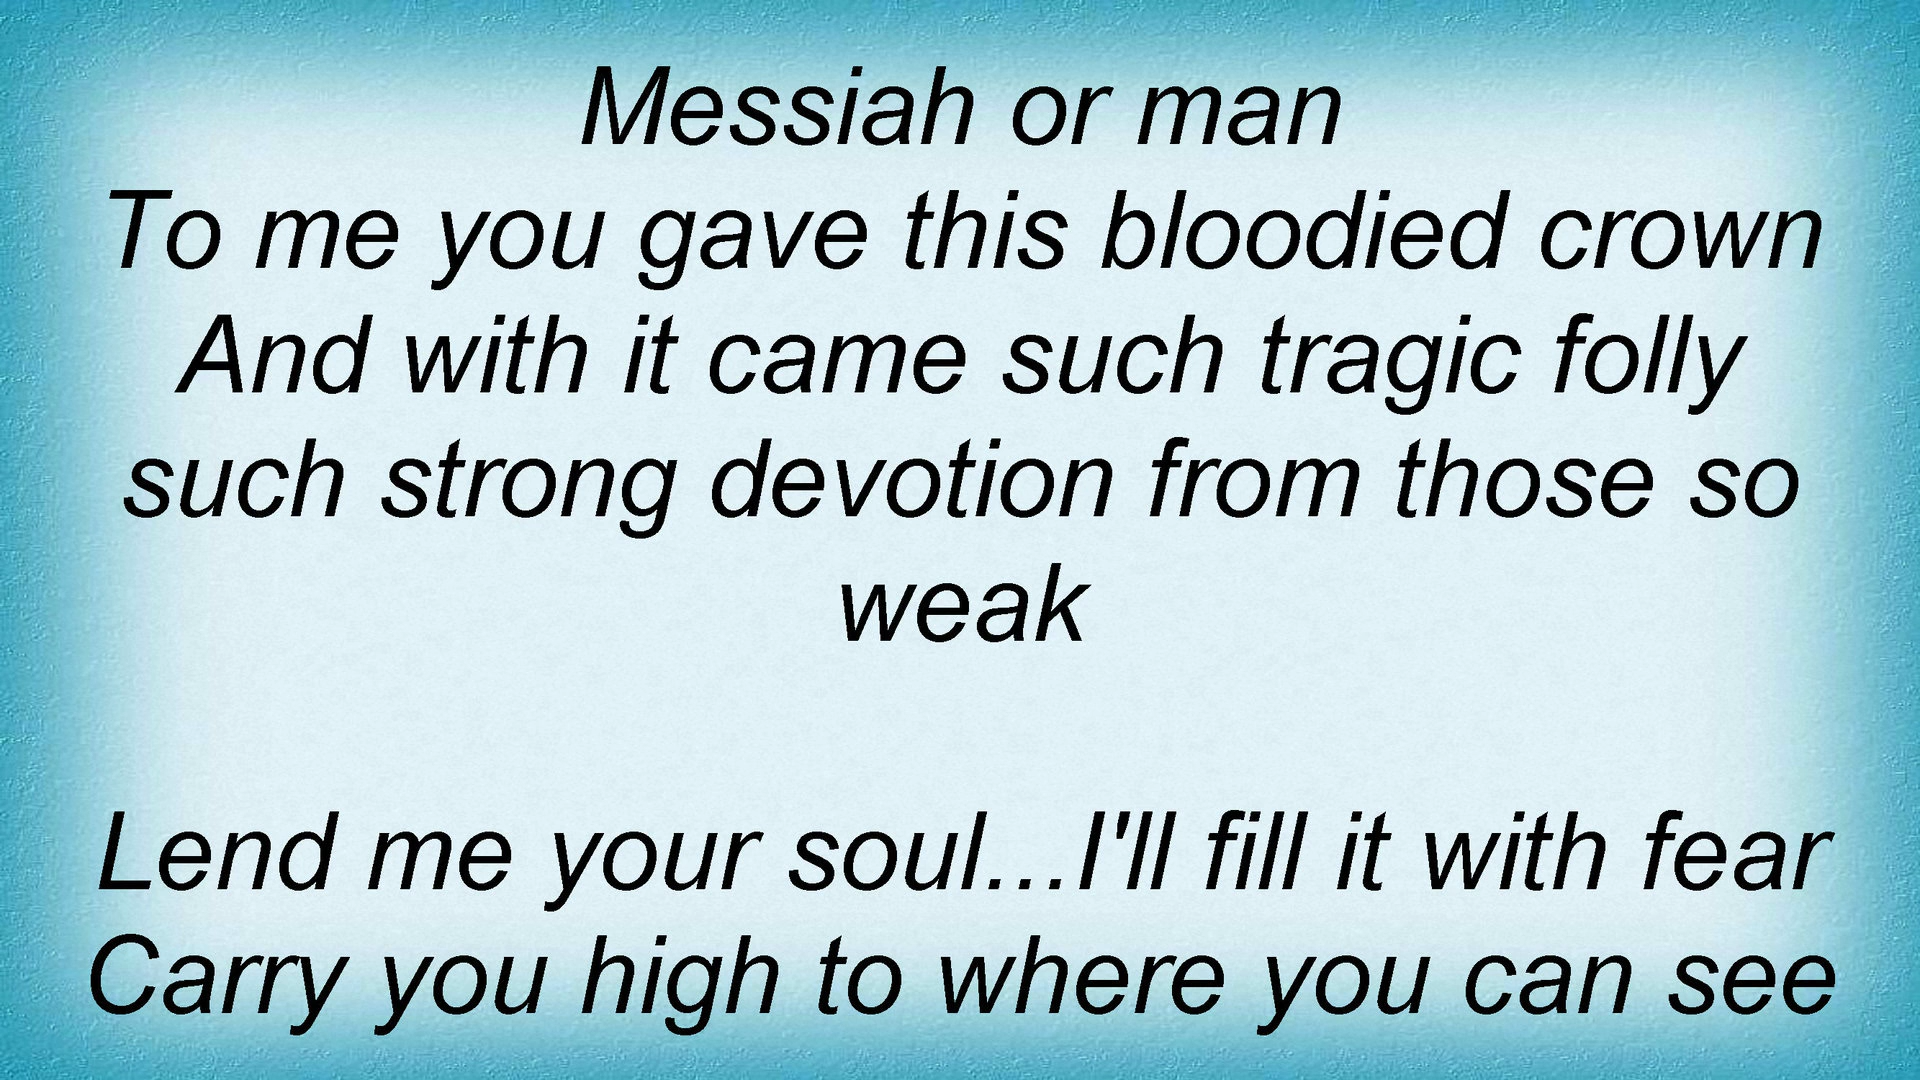 Messiah or man
To me you gave this bloodied crown
And with it came such tragic folly
such strong devotion from those so
weak
Lend me your soul...I'll fill it with fear
Carry you high to where you can see